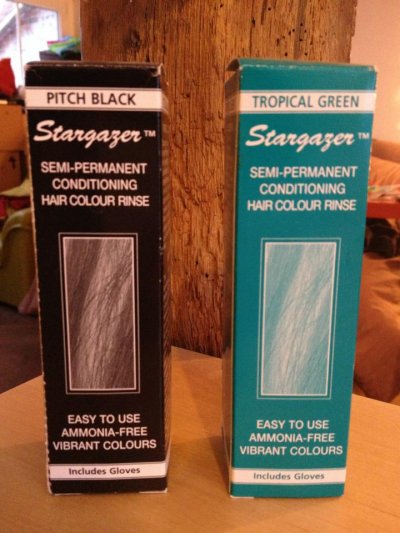 PITCH BLACK
Stargazer™
SEMI-PERMANENT
CONDITIONING
HAIR COLOUR RINSE
EASY TO USE
AMMONIA-FREE
VIBRANT COLOURS
Includes Gloves
TROPICAL GREEN
Stargazer™
SEMI-PERMANENT
CONDITIONING
HAIR COLOUR RINSE
EASY TO USE
AMMONIA-FREE
VIBRANT COLOURS
Includes Gloves